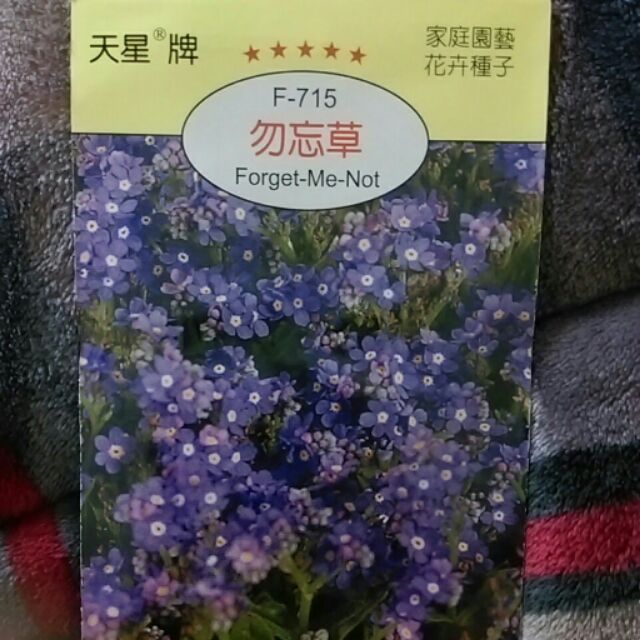 天星®牌
家庭園藝
花卉種子
F-715
勿忘草
Forget-Me-Not